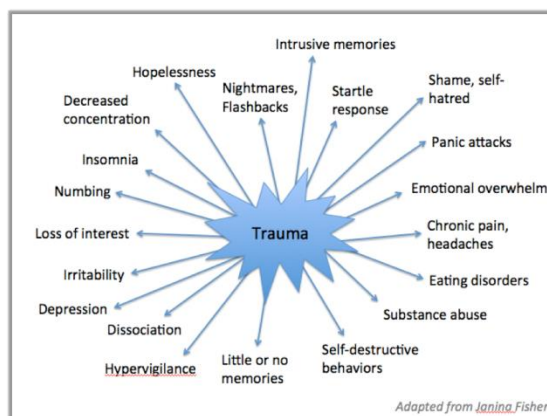 Intrusive memories
Hopelessness
Nightmares,
Flashbacks
Startle
response
Shame, self-
hatred
Decreased
concentration
Panic attacks
Insomnia
Emotional overwhelm
Numbing
Trauma
Chronic pain,
headaches
Loss of interest
Irritability
Eating disorders
Depression
Substance abuse
Dissociation
Self-destructive
behaviors
Little or no
memories
Hypervigilance
Adapted from Janina Fisher